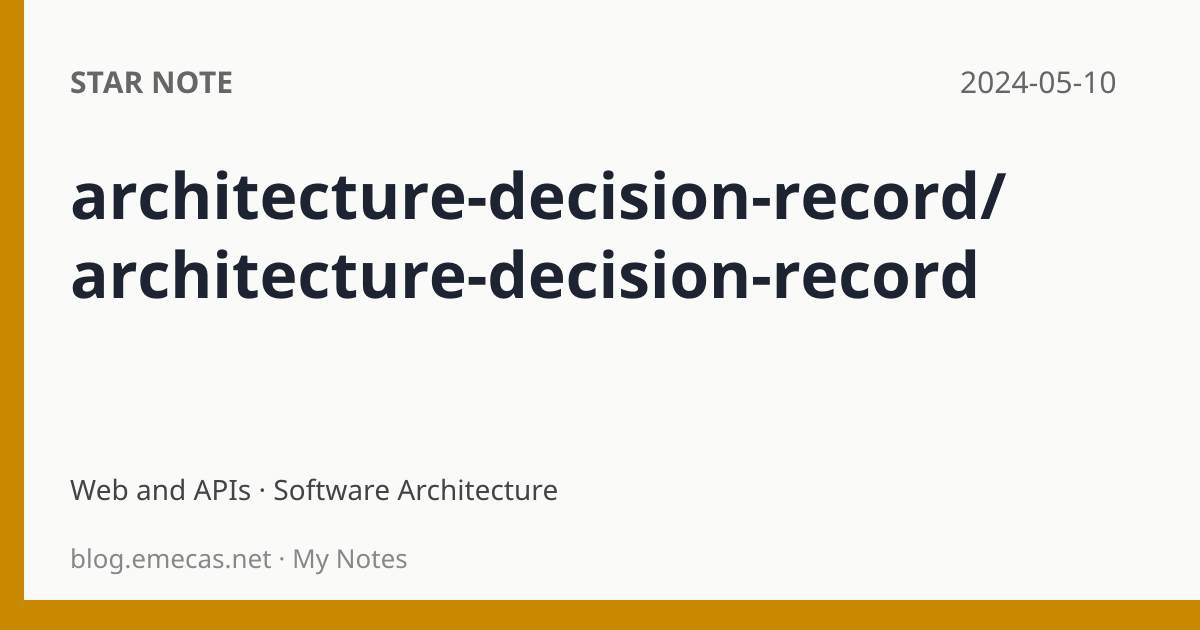 STAR NOTE
2024-05-10
architecture-decision-record/
architecture-decision-record
Web and APIs · Software Architecture
blog.emecas.net · My Notes